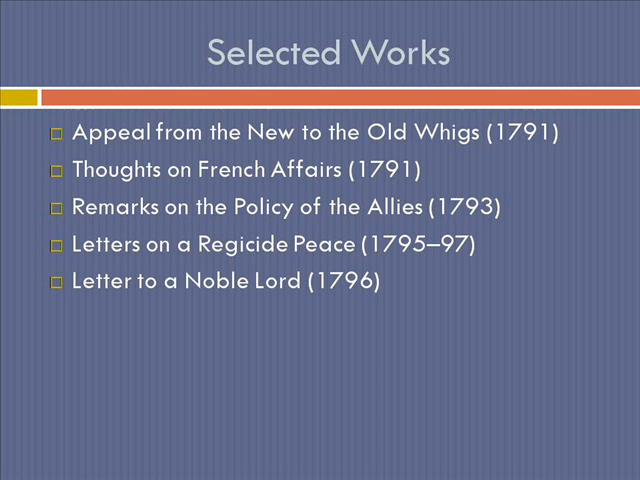 Selected Works
Appeal from the New to the Old Whigs (1791)
Thoughts on French Affairs (1791)
Remarks on the Policy of the Allies (1793)
Letters on a Regicide Peace (1795–97)
Letter to a Noble Lord (1796)